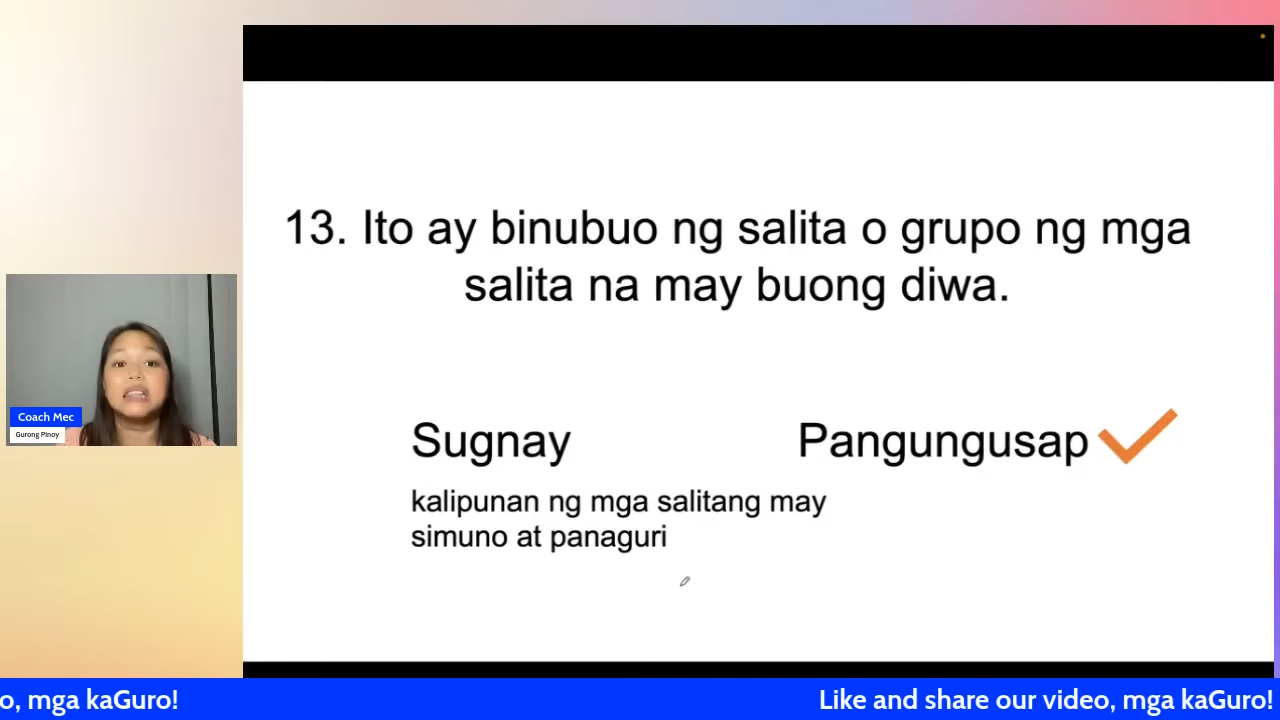 13. Ito ay binubuo ng salita o grupo ng mga
salita na may buong diwa.
Sugnay
Pangungusap
kalipunan ng mga salitang may
simuno at panaguri
Coach Mec
Gurong Pinoy
o, mga kaGuro!
Like and share our video, mga kaGuro!